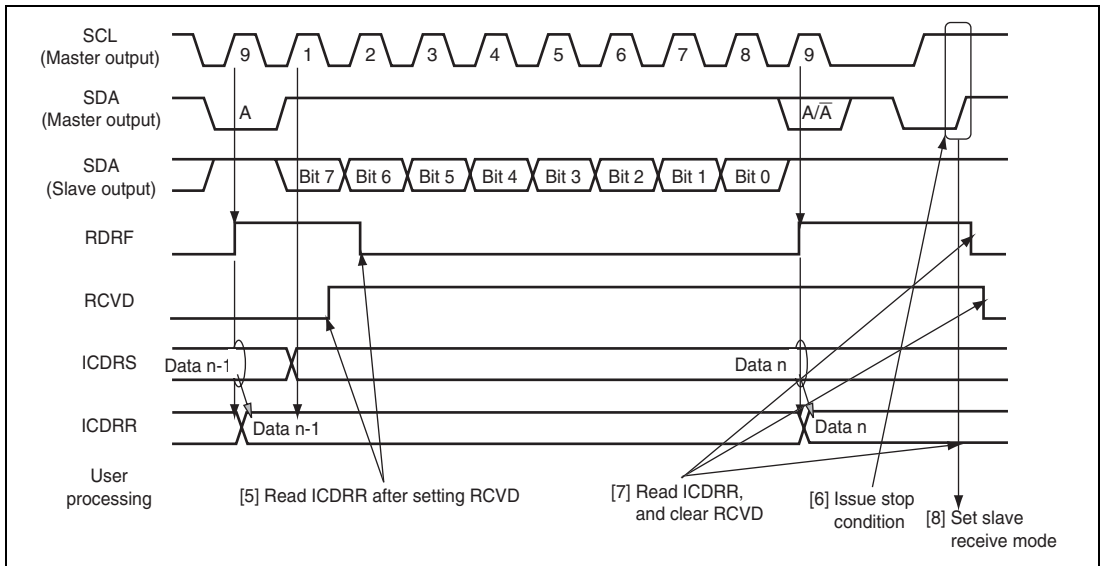 SCL
(Master output)
9 1 2 3 4 5 6 7 8 9
SDA
(Master output)
A A/A̅
SDA
(Slave output)
Bit 7 Bit 6 Bit 5 Bit 4 Bit 3 Bit 2 Bit 1 Bit 0
RDRF
RCVD
ICDRS
Data n-1 Data n
ICDRR
Data n-1 Data n
User
processing
[5] Read ICDRR after setting RCVD
[7] Read ICDRR,
and clear RCVD
[6] Issue stop
condition
[8] Set slave
receive mode